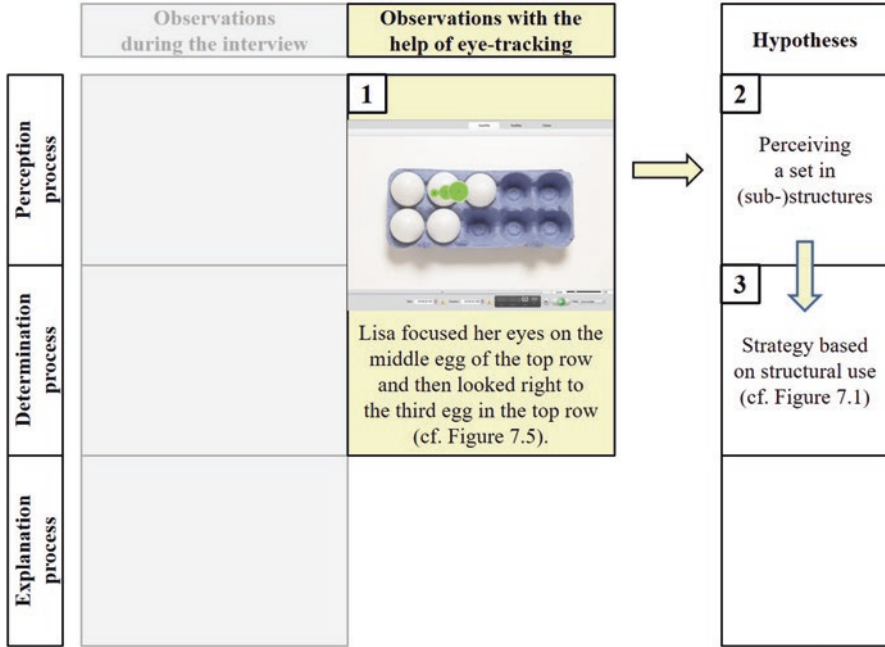 Observations
during the interview
Observations with the
help of eye-tracking
Hypotheses
Perception
process
1
2
Perceiving
a set in
(sub-)structures
Determination
process
Lisa focused her eyes on the
middle egg of the top row
and then looked right to
the third egg in the top row
(cf. Figure 7.5).
3
Strategy based
on structural use
(cf. Figure 7.1)
Explanation
process